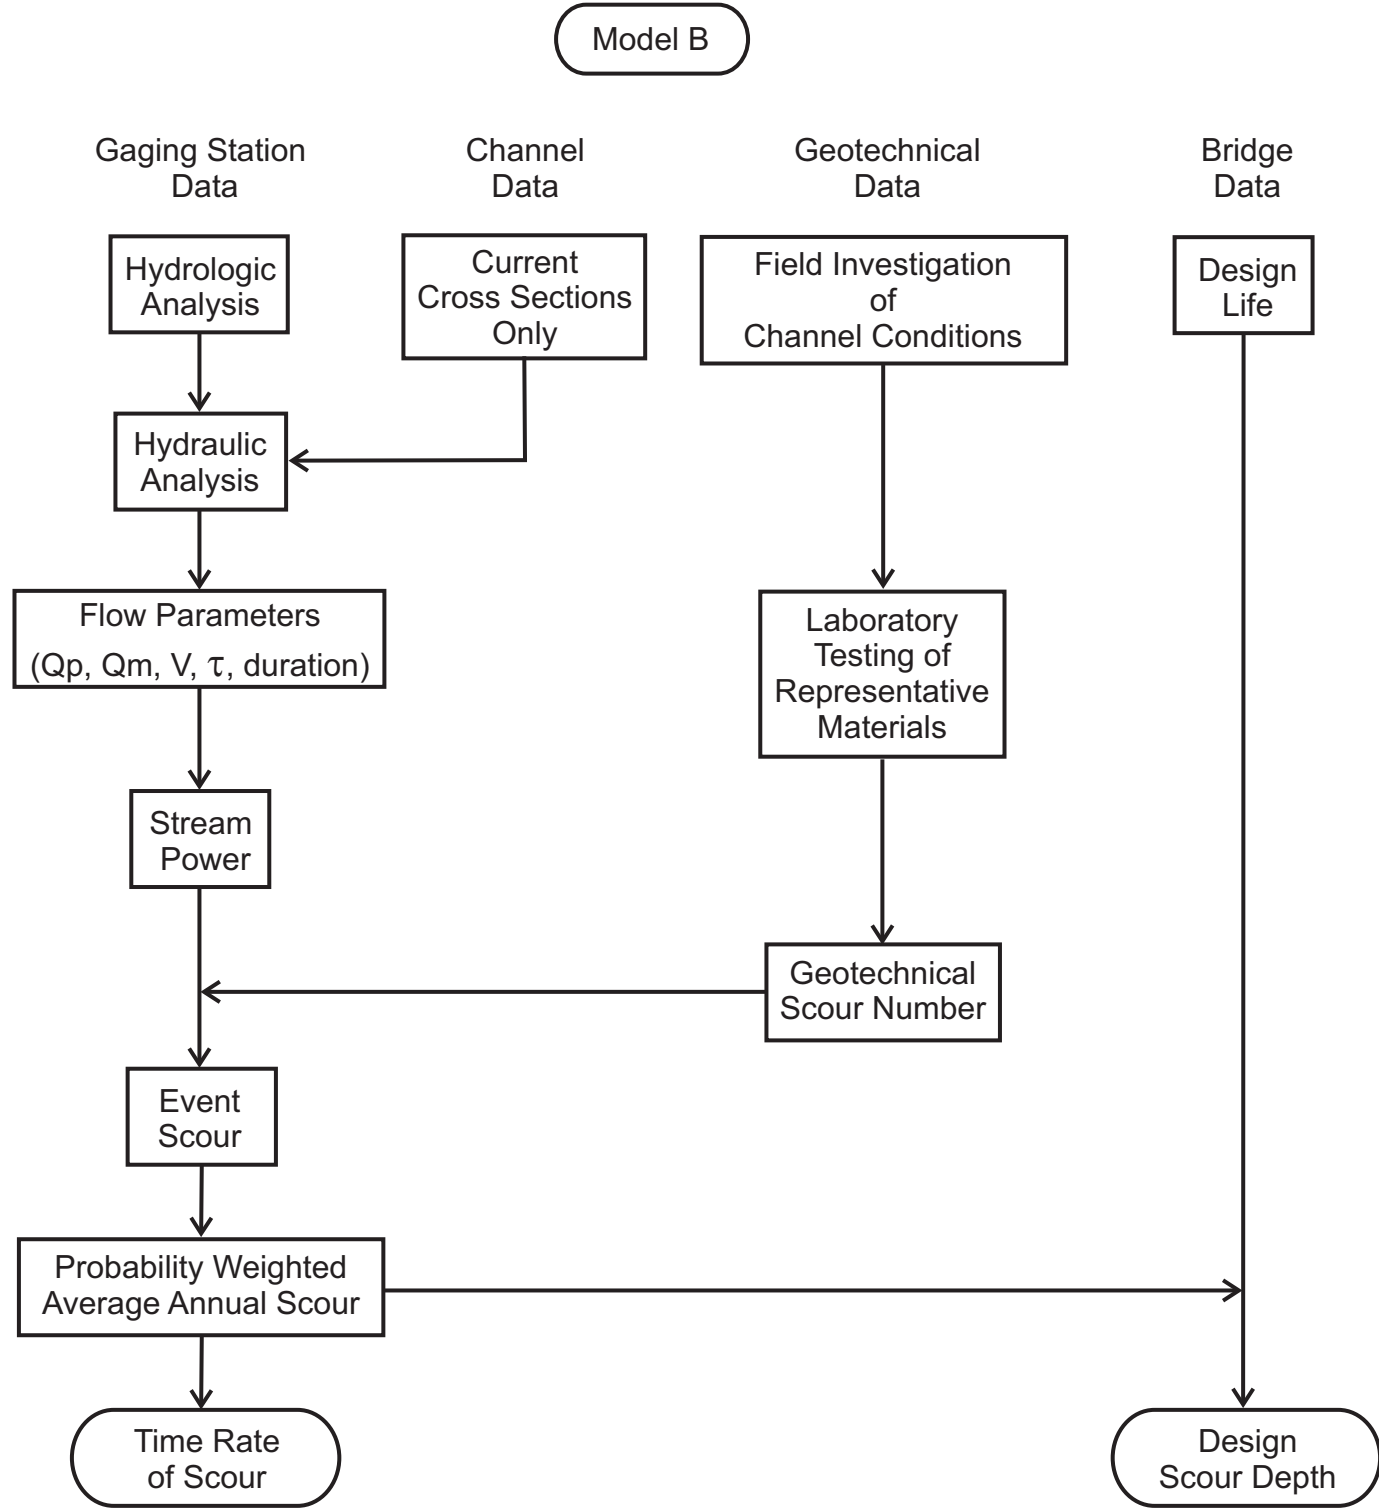 Model B
Gaging Station
Data
Channel
Data
Geotechnical
Data
Bridge
Data
Hydrologic
Analysis
Current
Cross Sections
Only
Field Investigation
of
Channel Conditions
Design
Life
Hydraulic
Analysis
Flow Parameters
(Qp, Qm, V, τ, duration)
Laboratory
Testing of
Representative
Materials
Stream
Power
Geotechnical
Scour Number
Event
Scour
Probability Weighted
Average Annual Scour
Time Rate
of Scour
Design
Scour Depth